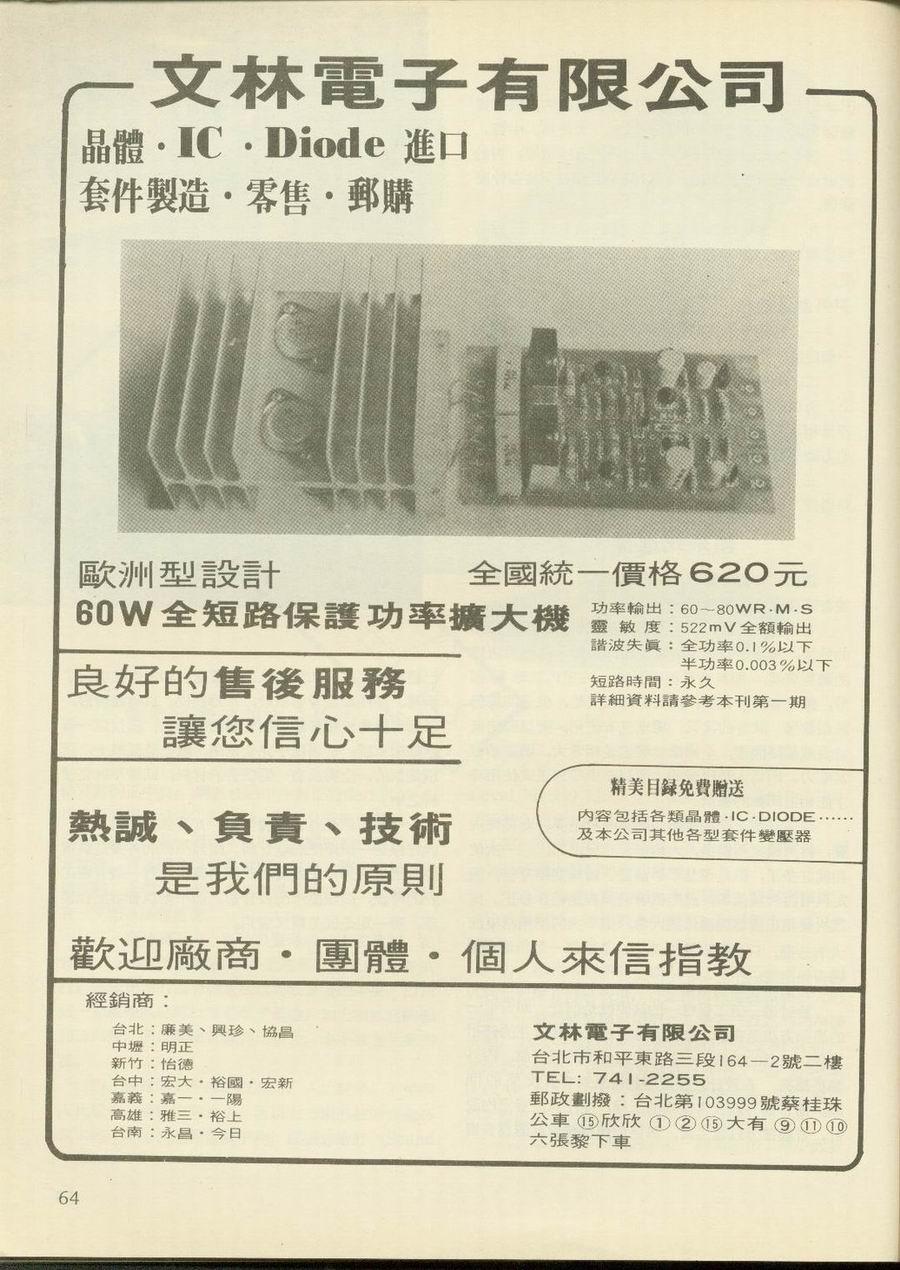 文林電子有限公司
晶體·IC·Diode 進口
套件製造·零售·郵購
歐洲型設計
全國統一價格620元
60W全短路保護功率擴大機
功率輸出：60～80WR·M·S
靈敏度：522mV全額輸出
諧波失眞：全功率0.1%以下
半功率0.003%以下
短路時間：永久
詳細資料請參考本刊第一期
良好的售後服務
讓您信心十足
精美目録免費贈送
內容包括各類晶體·IC·DIODE……
及本公司其他各型套件變壓器
熱誠、負責、技術
是我們的原則
歡迎廠商·團體·個人來信指教
經銷商：
台北：廉美、興珍、協昌
中壢：明正
新竹：怡德
台中：宏大·裕國·宏新
嘉義：嘉一·一陽
高雄：雅三·裕上
台南：永昌·今日
文林電子有限公司
台北市和平東路三段164—2號二樓
TEL: 741-2255
郵政劃撥：台北第103999號蔡桂珠
公車 ⑮欣欣 ①②⑮大有 ⑨⑪⑩
六張黎下車
64